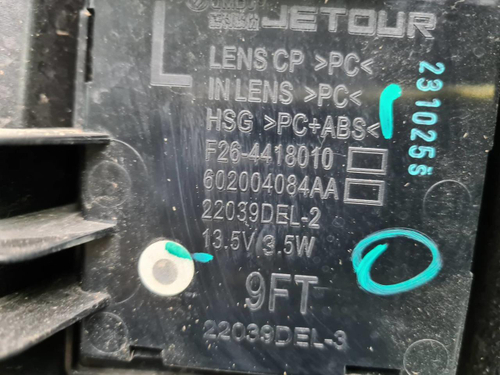 JETOUR
L
LENS CP >PC<
IN LENS >PC<
HSG >PC+ABS<
F26-4418010
602004084AA
22039DEL-2
13.5V/3.5W
9FT
22039DEL-3
231025s